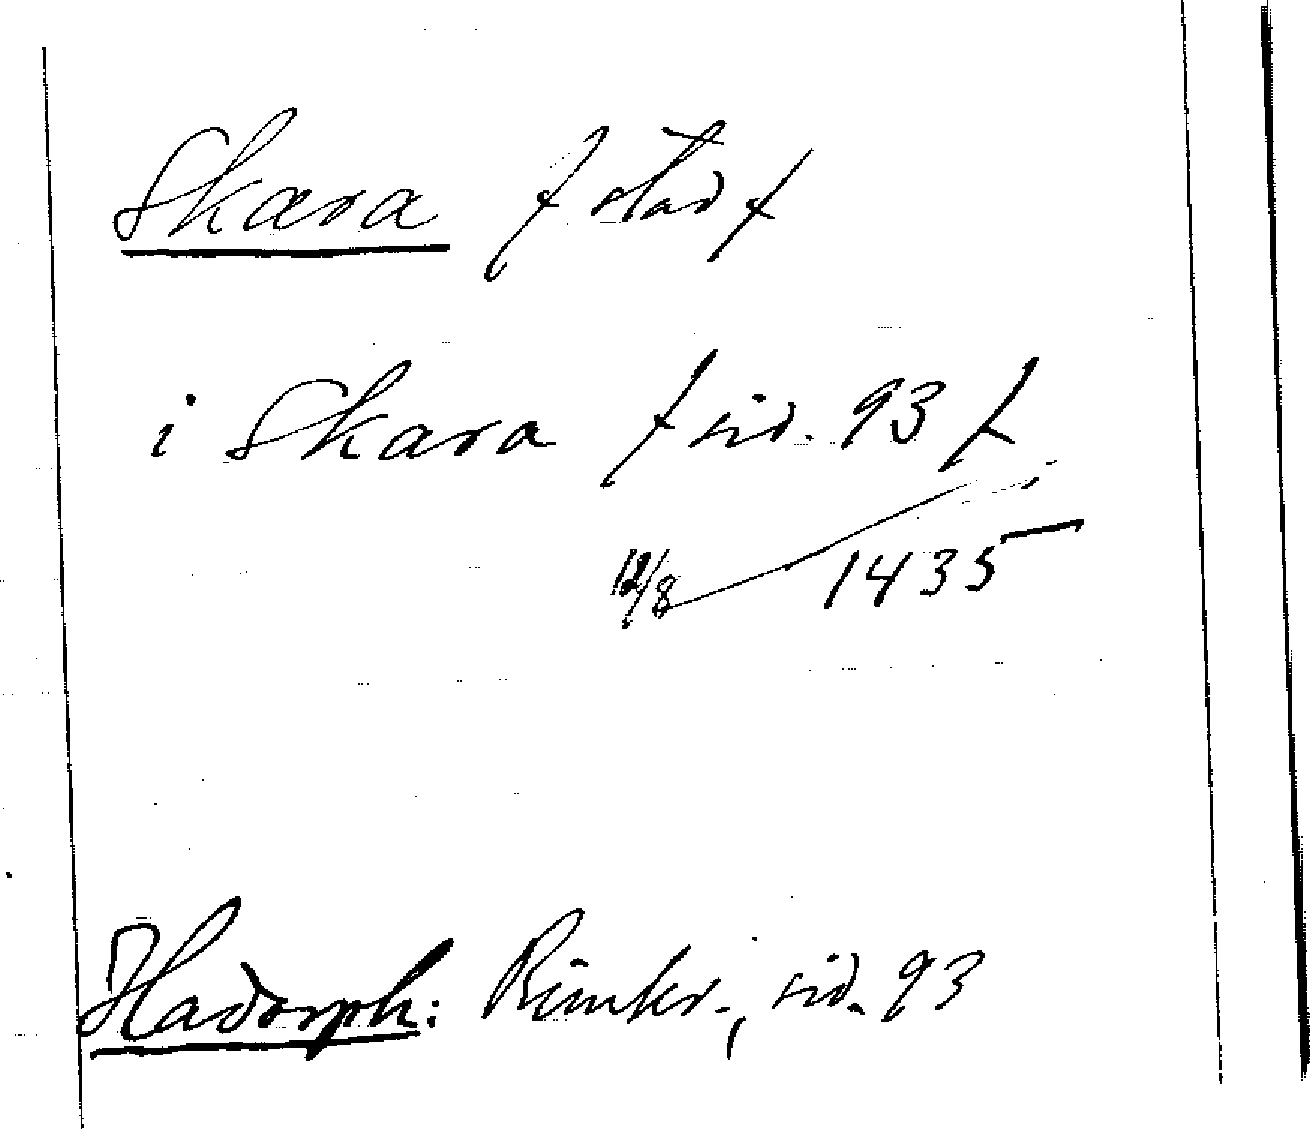 Skara / stad /
i Skara / sid. 93 /
12/8 1435
Hadorph: Rimkr., sid. 93